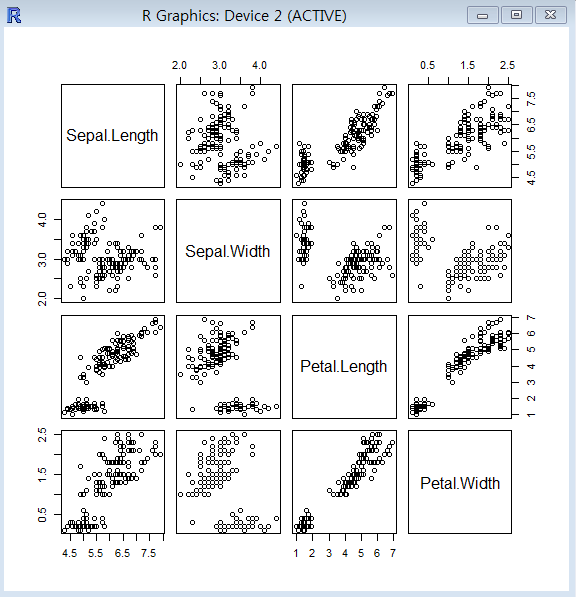 R Graphics: Device 2 (ACTIVE)
2.0 3.0 4.0
0.5 1.5 2.5
Sepal.Length
4.5 5.5 6.5 7.5
2.0 3.0 4.0
Sepal.Width
Petal.Length
1 2 3 4 5 6 7
0.5 1.5 2.5
Petal.Width
4.5 5.5 6.5 7.5
1 2 3 4 5 6 7